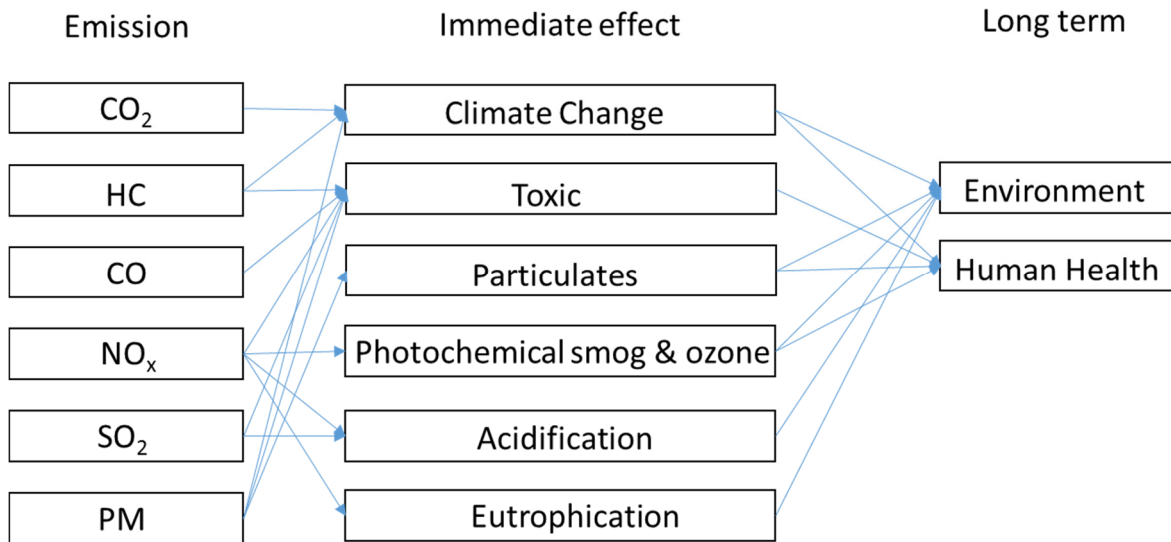 Emission Immediate effect Long term
CO₂ Climate Change
HC Toxic Environment
CO Particulates Human Health
NOₓ Photochemical smog & ozone
SO₂ Acidification
PM Eutrophication